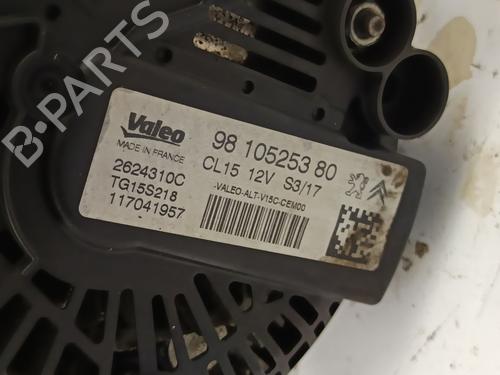 B-Parts
Valeo
MADE IN FRANCE
2624310C
TG15S218
117041957
98 105253 80
CL15 12V S3/17
-VALEO-ALT-V15C-CEM00